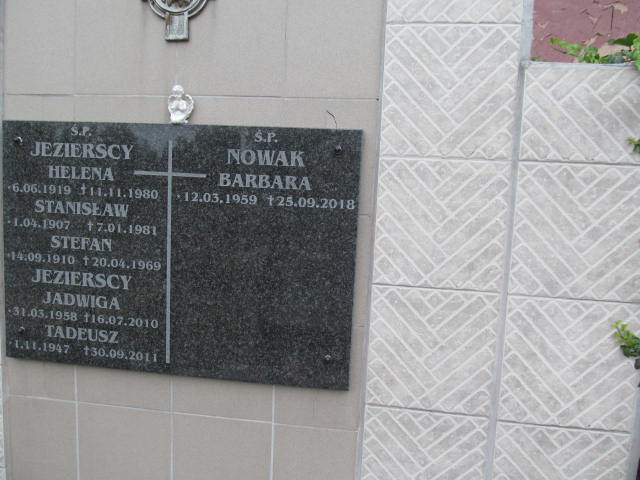 Ś.P.
JEZIERSCY
HELENA
*6.06.1919 †11.11.1980
STANISŁAW
*1.04.1907 †7.01.1981
STEFAN
*14.09.1910 †20.04.1969
JEZIERSCY
JADWIGA
*31.03.1958 †16.07.2010
TADEUSZ
*1.11.1947 †30.09.2011
Ś.P.
NOWAK
BARBARA
*12.03.1959 †25.09.2018